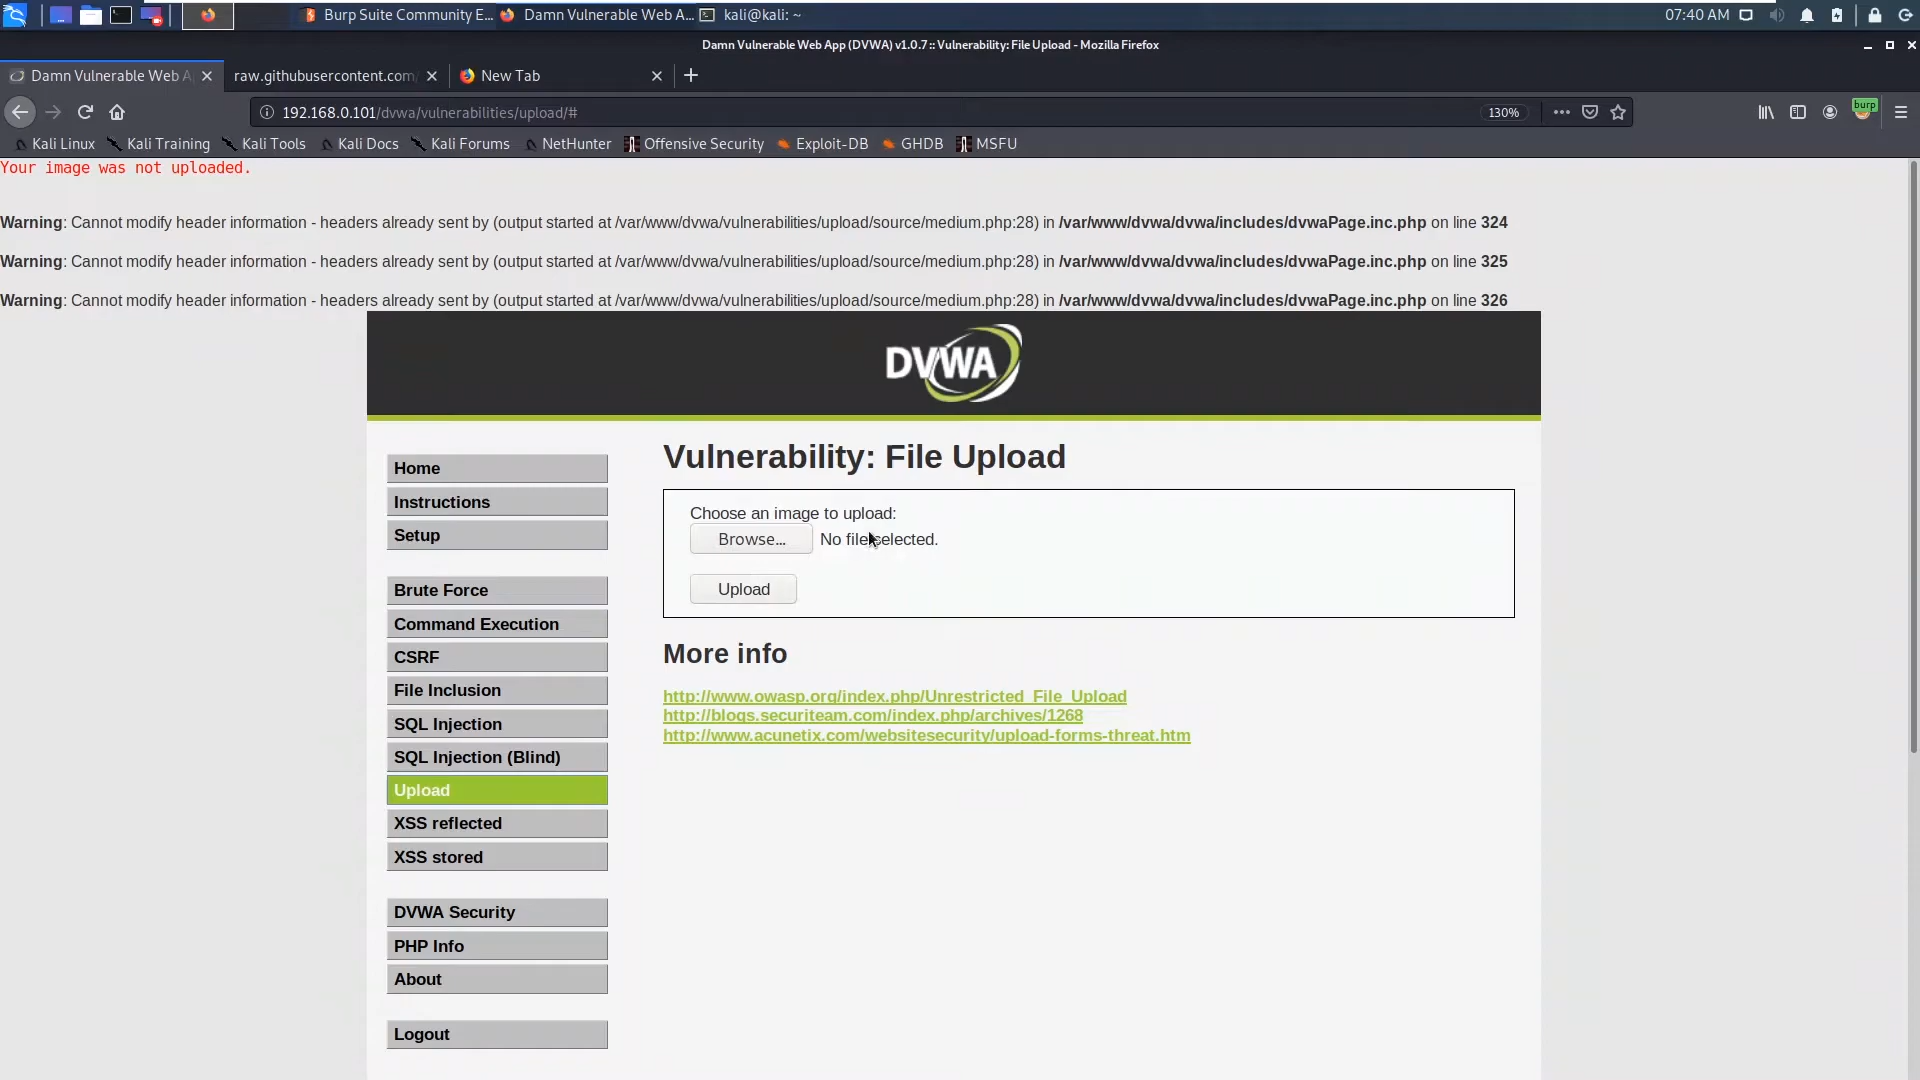 Burp Suite Community E...
Damn Vulnerable Web A...
kali@kali: ~
07:40 AM
Damn Vulnerable Web App (DVWA) v1.0.7 :: Vulnerability: File Upload - Mozilla Firefox
Damn Vulnerable Web A
raw.githubusercontent.com
New Tab
192.168.0.101/dvwa/vulnerabilities/upload/#
130%
burp
Kali Linux
Kali Training
Kali Tools
Kali Docs
Kali Forums
NetHunter
Offensive Security
Exploit-DB
GHDB
MSFU
Your image was not uploaded.
Warning: Cannot modify header information - headers already sent by (output started at /var/www/dvwa/vulnerabilities/upload/source/medium.php:28) in /var/www/dvwa/dvwa/includes/dvwaPage.inc.php on line 324
Warning: Cannot modify header information - headers already sent by (output started at /var/www/dvwa/vulnerabilities/upload/source/medium.php:28) in /var/www/dvwa/dvwa/includes/dvwaPage.inc.php on line 325
Warning: Cannot modify header information - headers already sent by (output started at /var/www/dvwa/vulnerabilities/upload/source/medium.php:28) in /var/www/dvwa/dvwa/includes/dvwaPage.inc.php on line 326
DVWA
Home
Instructions
Setup
Brute Force
Command Execution
CSRF
File Inclusion
SQL Injection
SQL Injection (Blind)
Upload
XSS reflected
XSS stored
DVWA Security
PHP Info
About
Logout
Vulnerability: File Upload
Choose an image to upload:
Browse... No file selected.
Upload
More info
http://www.owasp.org/index.php/Unrestricted_File_Upload
http://blogs.securiteam.com/index.php/archives/1268
http://www.acunetix.com/websitesecurity/upload-forms-threat.htm